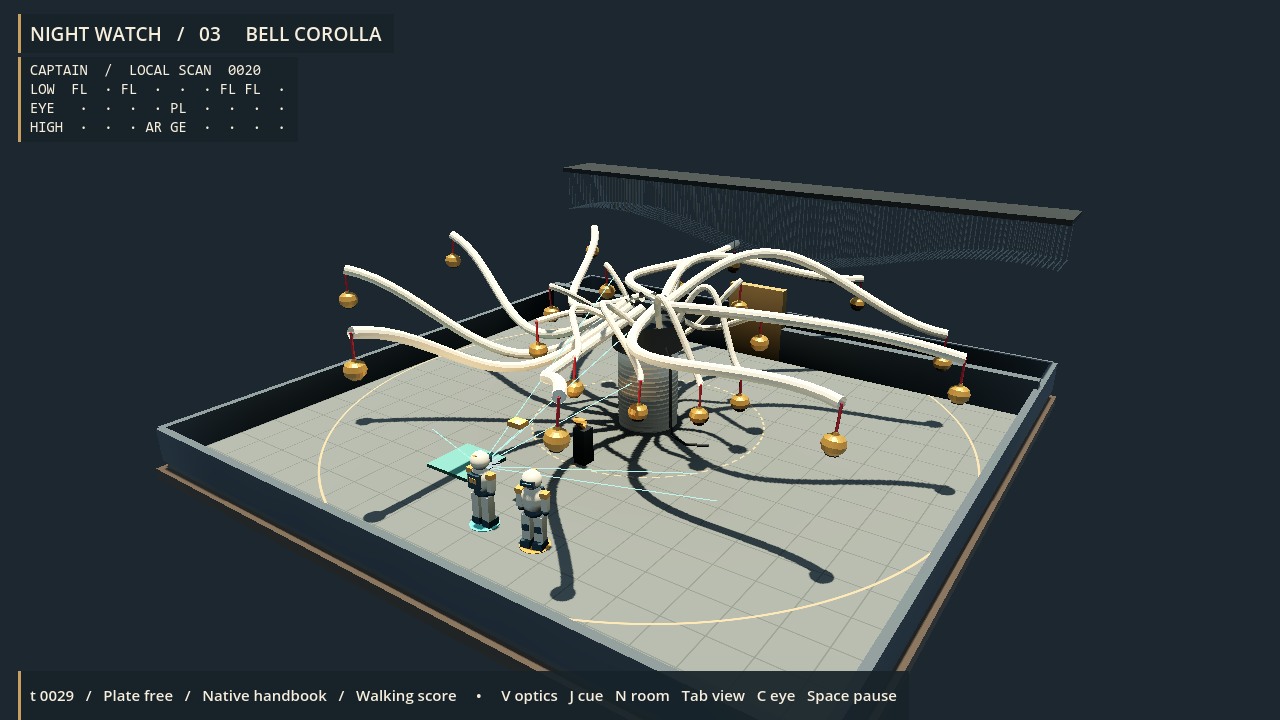 NIGHT WATCH / 03 BELL COROLLA
CAPTAIN / LOCAL SCAN 0020
LOW FL · FL · · · FL FL ·
EYE · · · · PL · · · ·
HIGH · · · AR GE · · · ·
t 0029 / Plate free / Native handbook / Walking score • V optics J cue N room Tab view C eye Space pause